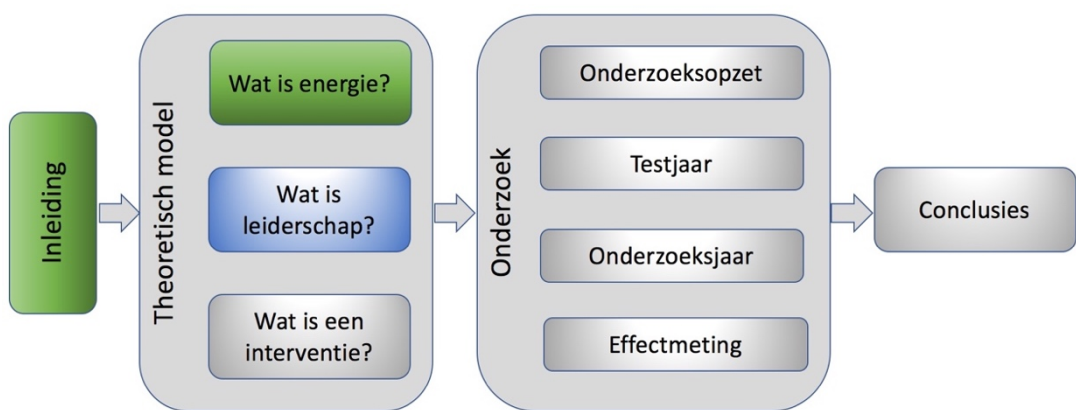 Inleiding
Theoretisch model
Wat is energie?
Wat is
leiderschap?
Wat is een
interventie?
Onderzoek
Onderzoeksopzet
Testjaar
Onderzoeksjaar
Effectmeting
Conclusies